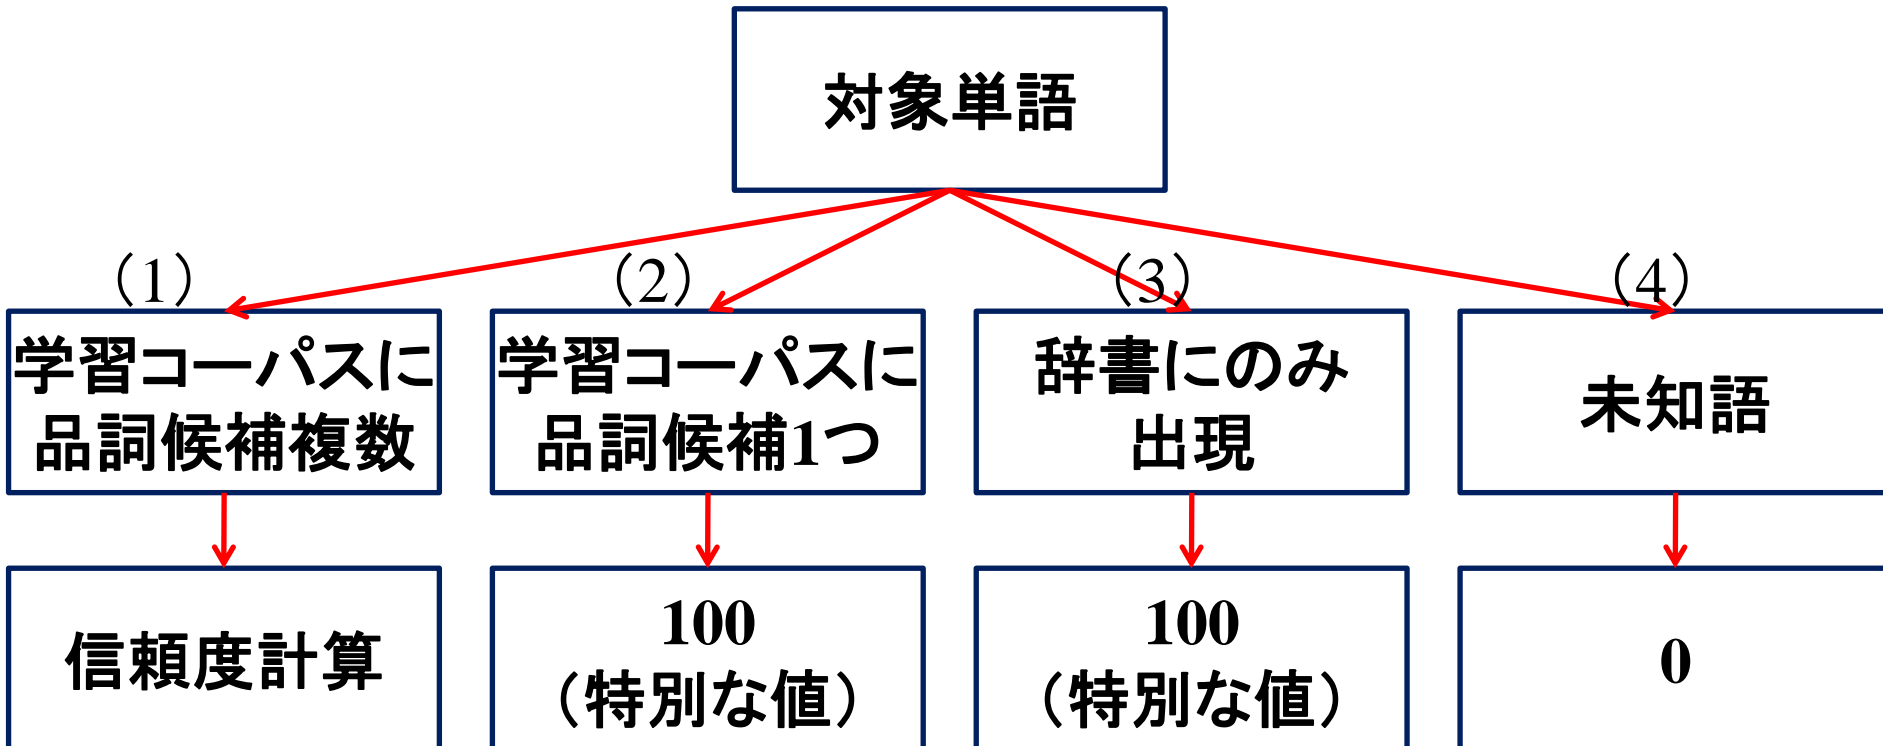 対象単語
（1）
（2）
（3）
（4）
学習コーパスに
品詞候補複数
学習コーパスに
品詞候補1つ
辞書にのみ
出現
未知語
信頼度計算
100
（特別な値）
100
（特別な値）
0